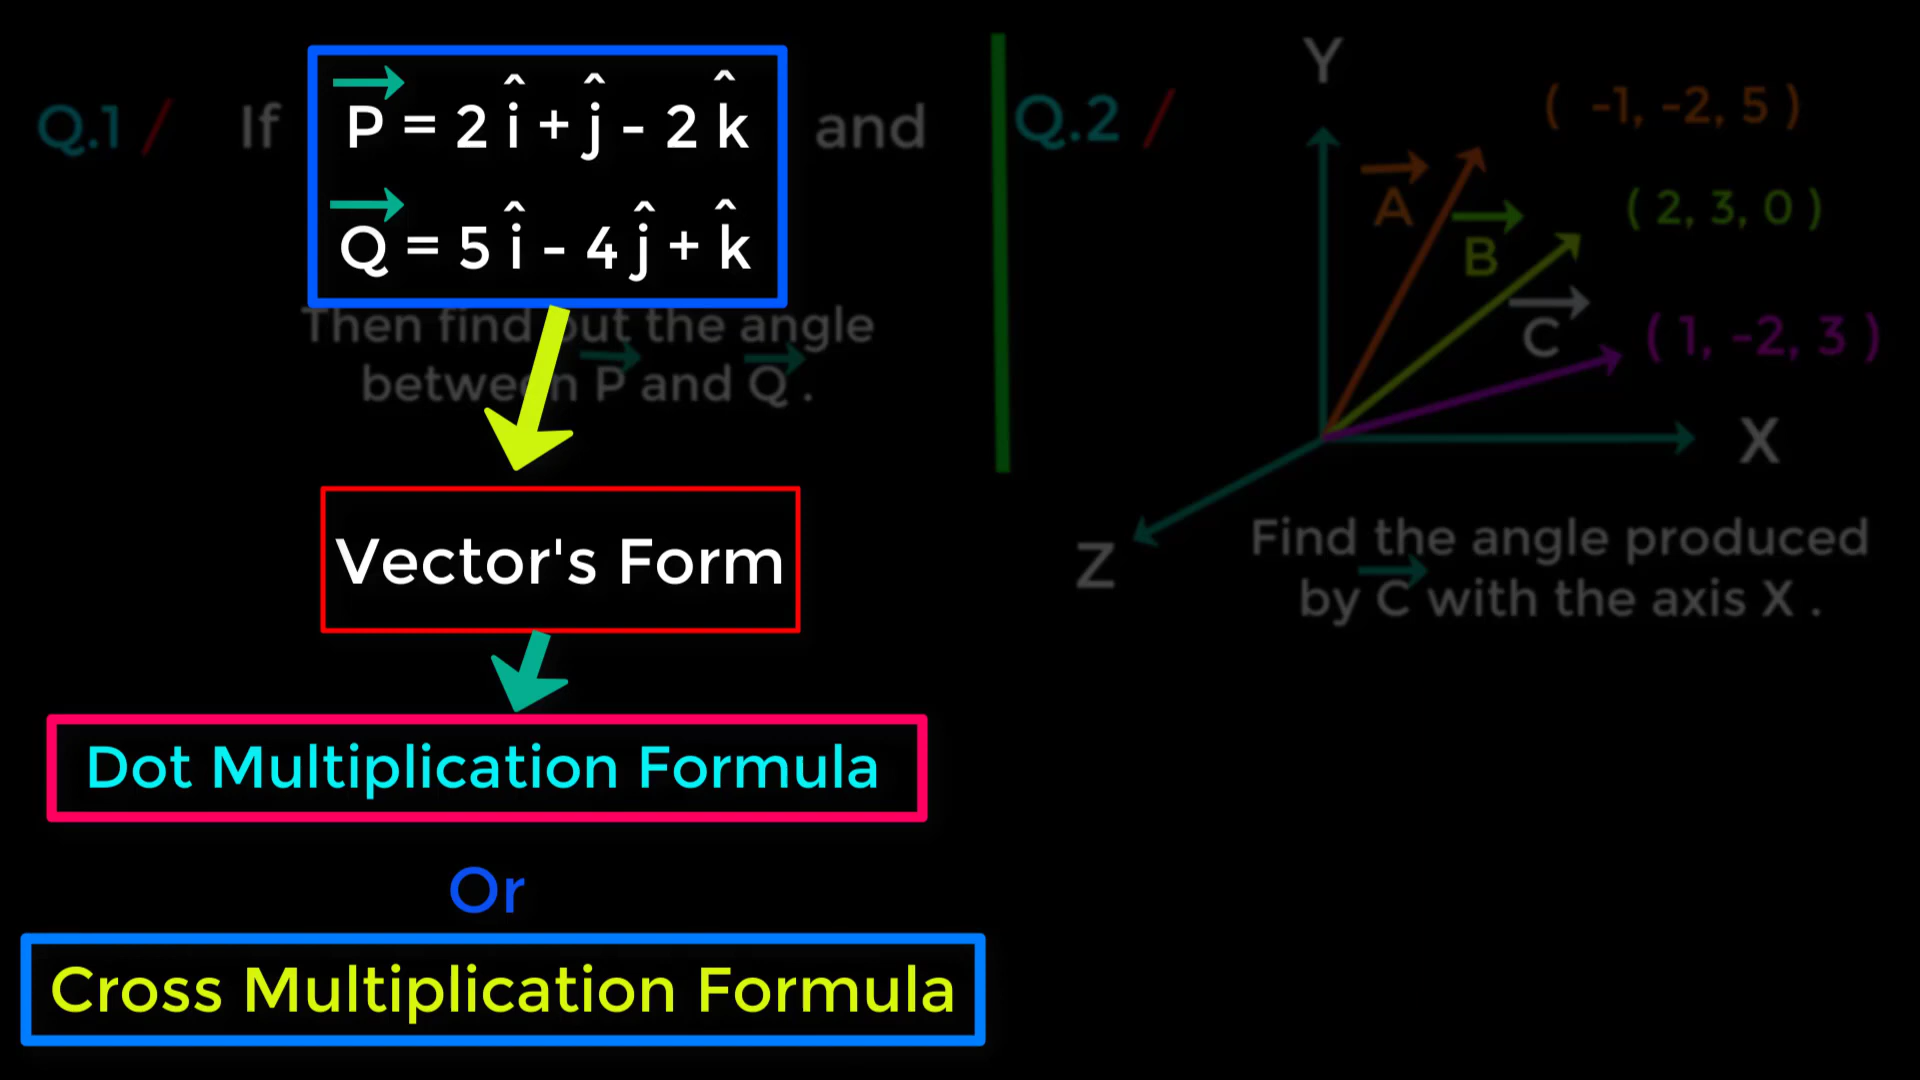 Q.1 / If P = 2 î + ĵ - 2 k̂ and
Q = 5 î - 4 ĵ + k̂
Then find out the angle
between P and Q .
Vector's Form
Dot Multiplication Formula
Or
Cross Multiplication Formula
Q.2 /
Y
( -1, -2, 5 )
A
( 2, 3, 0 )
B
C
( 1, -2, 3 )
X
Z
Find the angle produced
by C with the axis X .